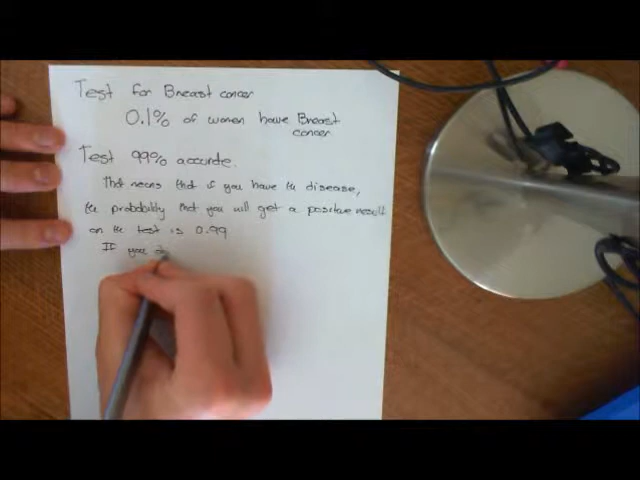 Test for Breast cancer
0.1% of women have Breast
cancer
Test 99% accurate.
That means that if you have the disease,
the probability that you will get a positive result
on the test is 0.99
If you